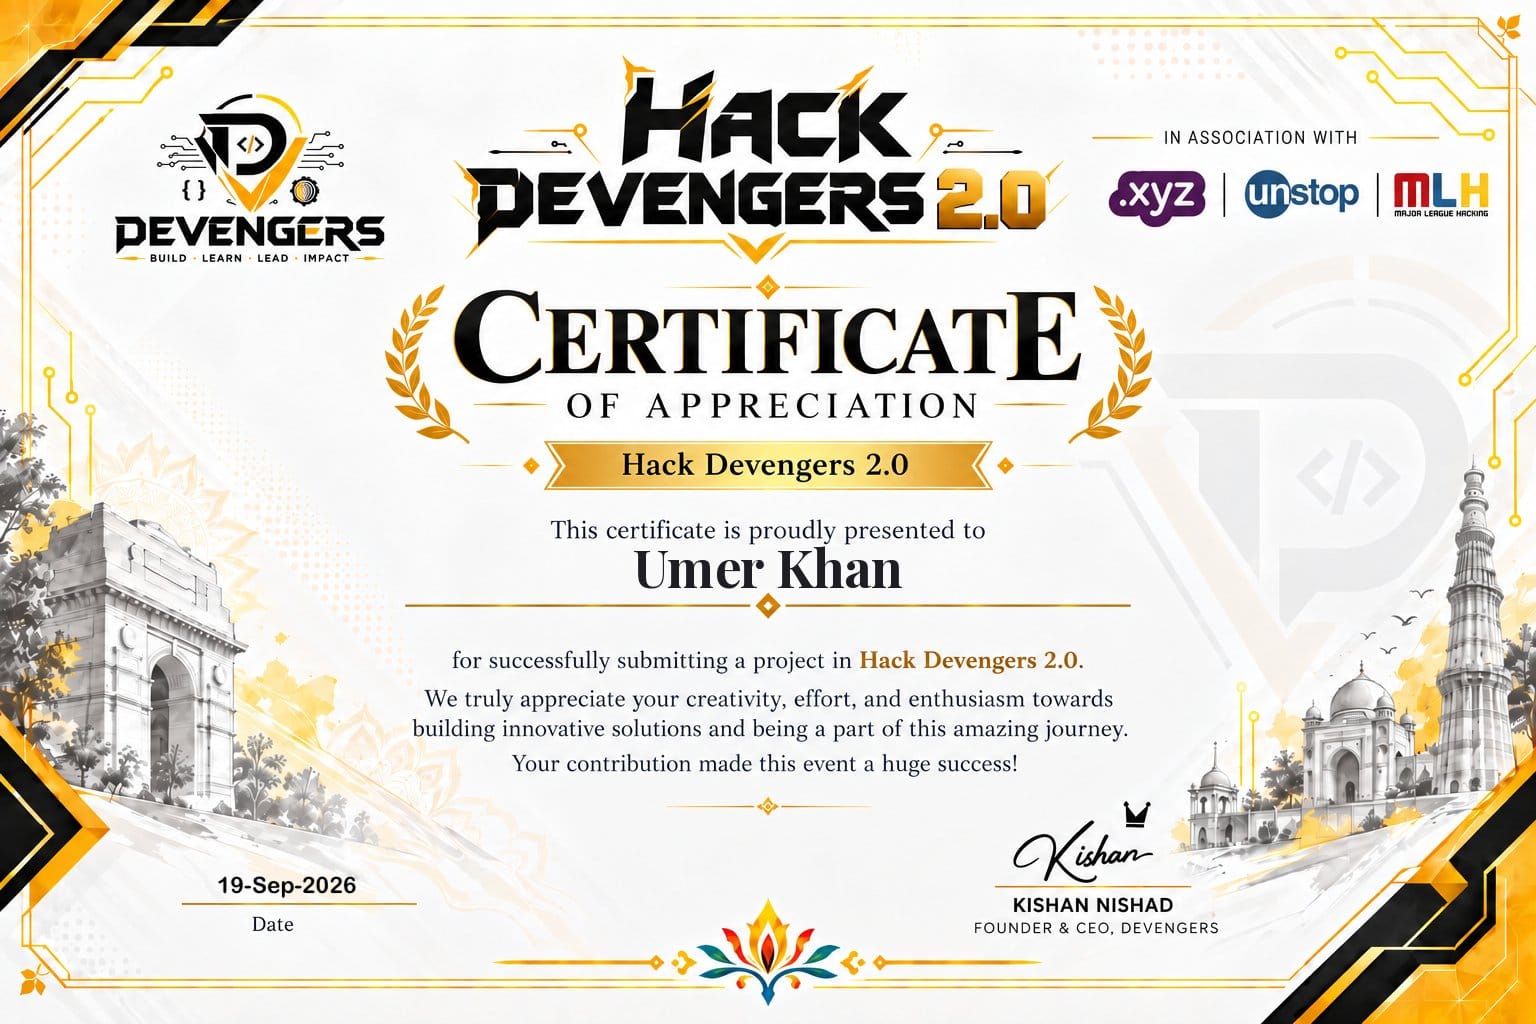 DEVENGERS
BUILD · LEARN · LEAD · IMPACT
HACK
DEVENGERS 2.0
IN ASSOCIATION WITH
.xyz | unstop | MLH
MAJOR LEAGUE HACKING
CERTIFICATE
OF APPRECIATION
Hack Devengers 2.0
This certificate is proudly presented to
Umer Khan
for successfully submitting a project in Hack Devengers 2.0.
We truly appreciate your creativity, effort, and enthusiasm towards
building innovative solutions and being a part of this amazing journey.
Your contribution made this event a huge success!
19-Sep-2026
Date
Kishan
KISHAN NISHAD
FOUNDER & CEO, DEVENGERS